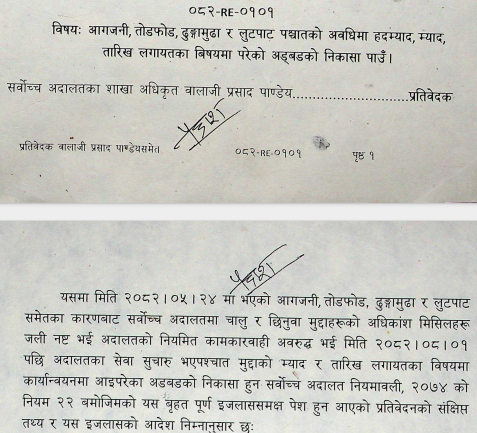 ०८२-RE-०१०१
विषयः आगजनी, तोडफोड, ढुङ्गामुढा र लुटपाट पश्चातको अवधिमा हदम्याद, म्याद,
तारिख लगायतका बिषयमा परेको अड्बडको निकासा पाउँ।
सर्वोच्च अदालतका शाखा अधिकृत वालाजी प्रसाद पाण्डेय..............................प्रतिवेदक
प्रतिवेदक वालाजी प्रसाद पाण्डेयसमेत ०८२-RE-०१०१ पृष्ठ १
यसमा मिति २०८२।०५।२४ मा भएको आगजनी, तोडफोड, ढुङ्गामुढा र लुटपाट
समेतका कारणबाट सर्वोच्च अदालतमा चालु र छिनुवा मुद्दाहरूको अधिकांश मिसिलहरू
जली नष्ट भई अदालतको नियमित कामकारवाही अवरुद्ध भई मिति २०८२।०६।०१
पछि अदालतका सेवा सुचारु भएपश्चात मुद्दाको म्याद र तारिख लगायतका विषयमा
कार्यान्वयनमा आइपरेका अडबडको निकासा हुन सर्वोच्च अदालत नियमावली, २०७४ को
नियम २२ बमोजिमको यस बृहत पूर्ण इजलाससमक्ष पेश हुन आएको प्रतिवेदनको संक्षिप्त
तथ्य र यस इजलासको आदेश निम्नानुसार छः